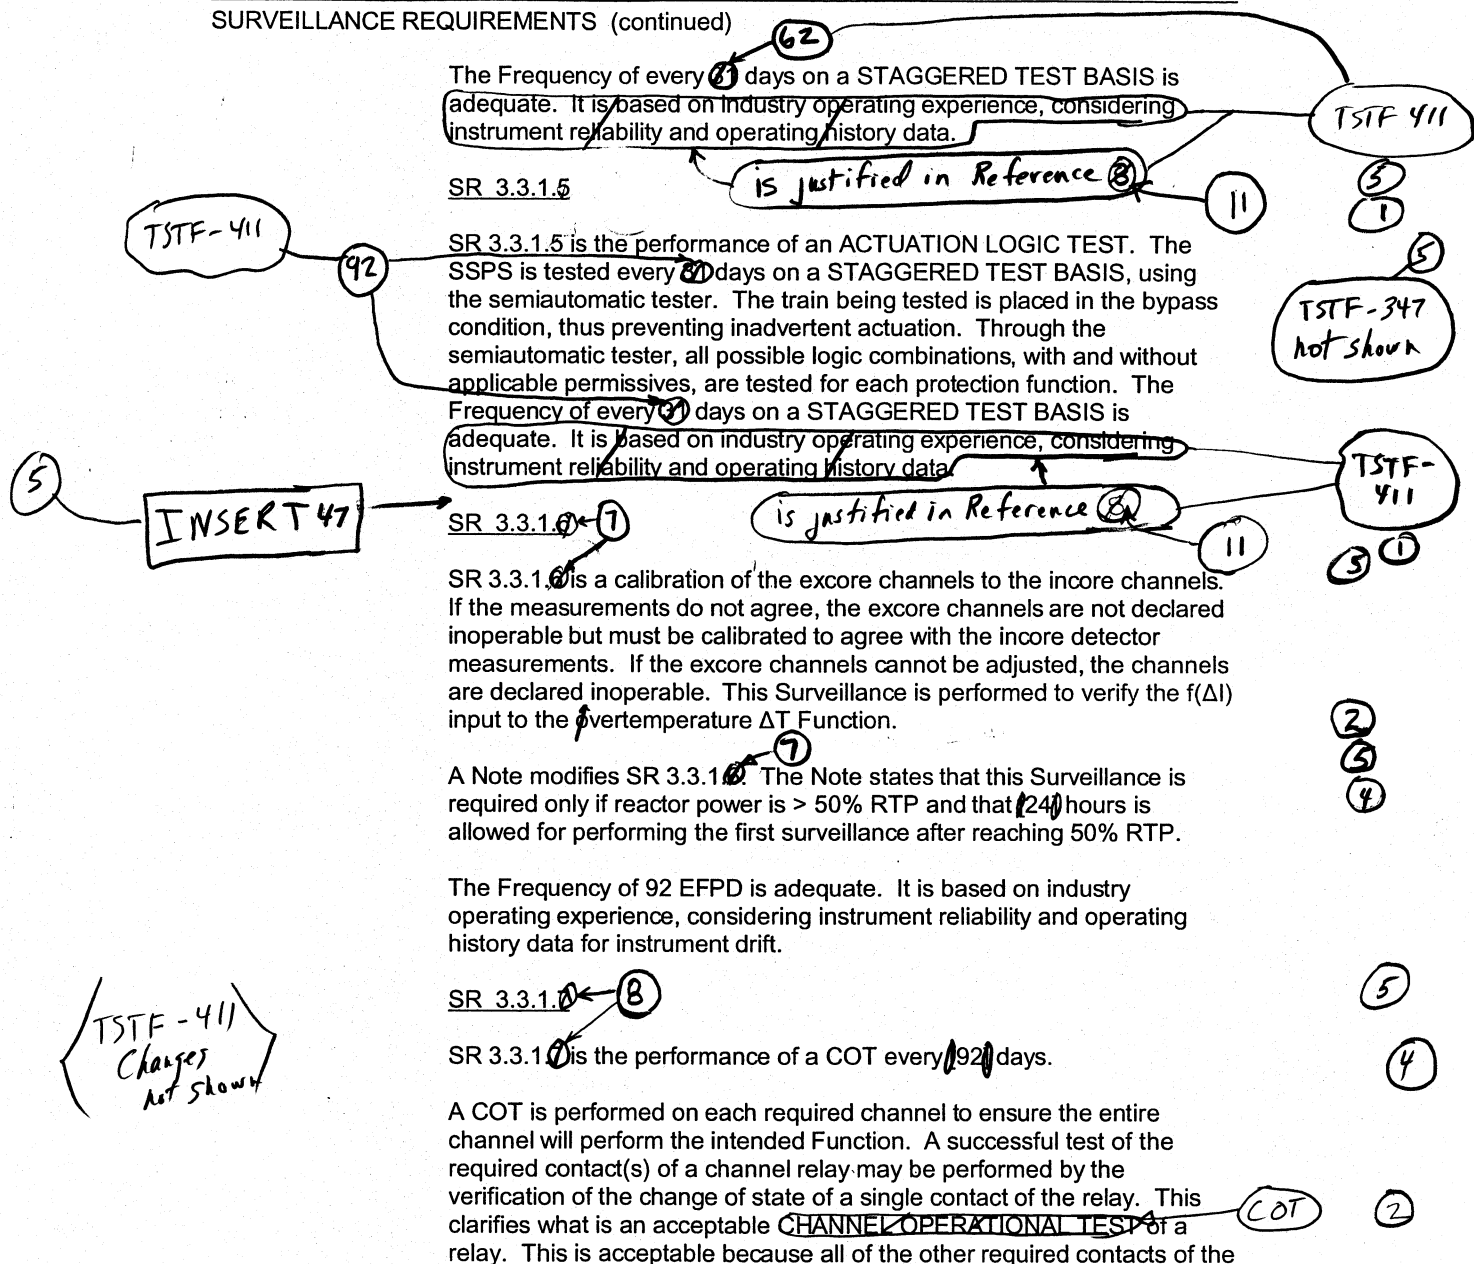 SURVEILLANCE REQUIREMENTS (continued)
62
The Frequency of every 31 days on a STAGGERED TEST BASIS is
adequate. It is based on industry operating experience, considering
instrument reliability and operating history data.
TSTF 411
is justified in Reference 8
11
5
1
SR 3.3.1.5
TSTF-411
92
SR 3.3.1.5 is the performance of an ACTUATION LOGIC TEST. The
SSPS is tested every 31 days on a STAGGERED TEST BASIS, using
the semiautomatic tester. The train being tested is placed in the bypass
condition, thus preventing inadvertent actuation. Through the
semiautomatic tester, all possible logic combinations, with and without
applicable permissives, are tested for each protection function. The
Frequency of every 31 days on a STAGGERED TEST BASIS is
adequate. It is based on industry operating experience, considering
instrument reliability and operating history data
5
TSTF-347
not shown
TSTF-
411
5
INSERT 47
is justified in Reference 8
11
5
1
SR 3.3.1.6
7
SR 3.3.1.6 is a calibration of the excore channels to the incore channels.
If the measurements do not agree, the excore channels are not declared
inoperable but must be calibrated to agree with the incore detector
measurements. If the excore channels cannot be adjusted, the channels
are declared inoperable. This Surveillance is performed to verify the f(ΔI)
input to the overtemperature ΔT Function.
2
7
5
A Note modifies SR 3.3.1.6. The Note states that this Surveillance is
required only if reactor power is > 50% RTP and that [24] hours is
allowed for performing the first surveillance after reaching 50% RTP.
4
The Frequency of 92 EFPD is adequate. It is based on industry
operating experience, considering instrument reliability and operating
history data for instrument drift.
SR 3.3.1.7
8
5
TSTF-411
Changes
not shown
SR 3.3.1.7 is the performance of a COT every [92] days.
4
A COT is performed on each required channel to ensure the entire
channel will perform the intended Function. A successful test of the
required contact(s) of a channel relay may be performed by the
verification of the change of state of a single contact of the relay. This
clarifies what is an acceptable CHANNEL OPERATIONAL TEST of a
COT
2
relay. This is acceptable because all of the other required contacts of the